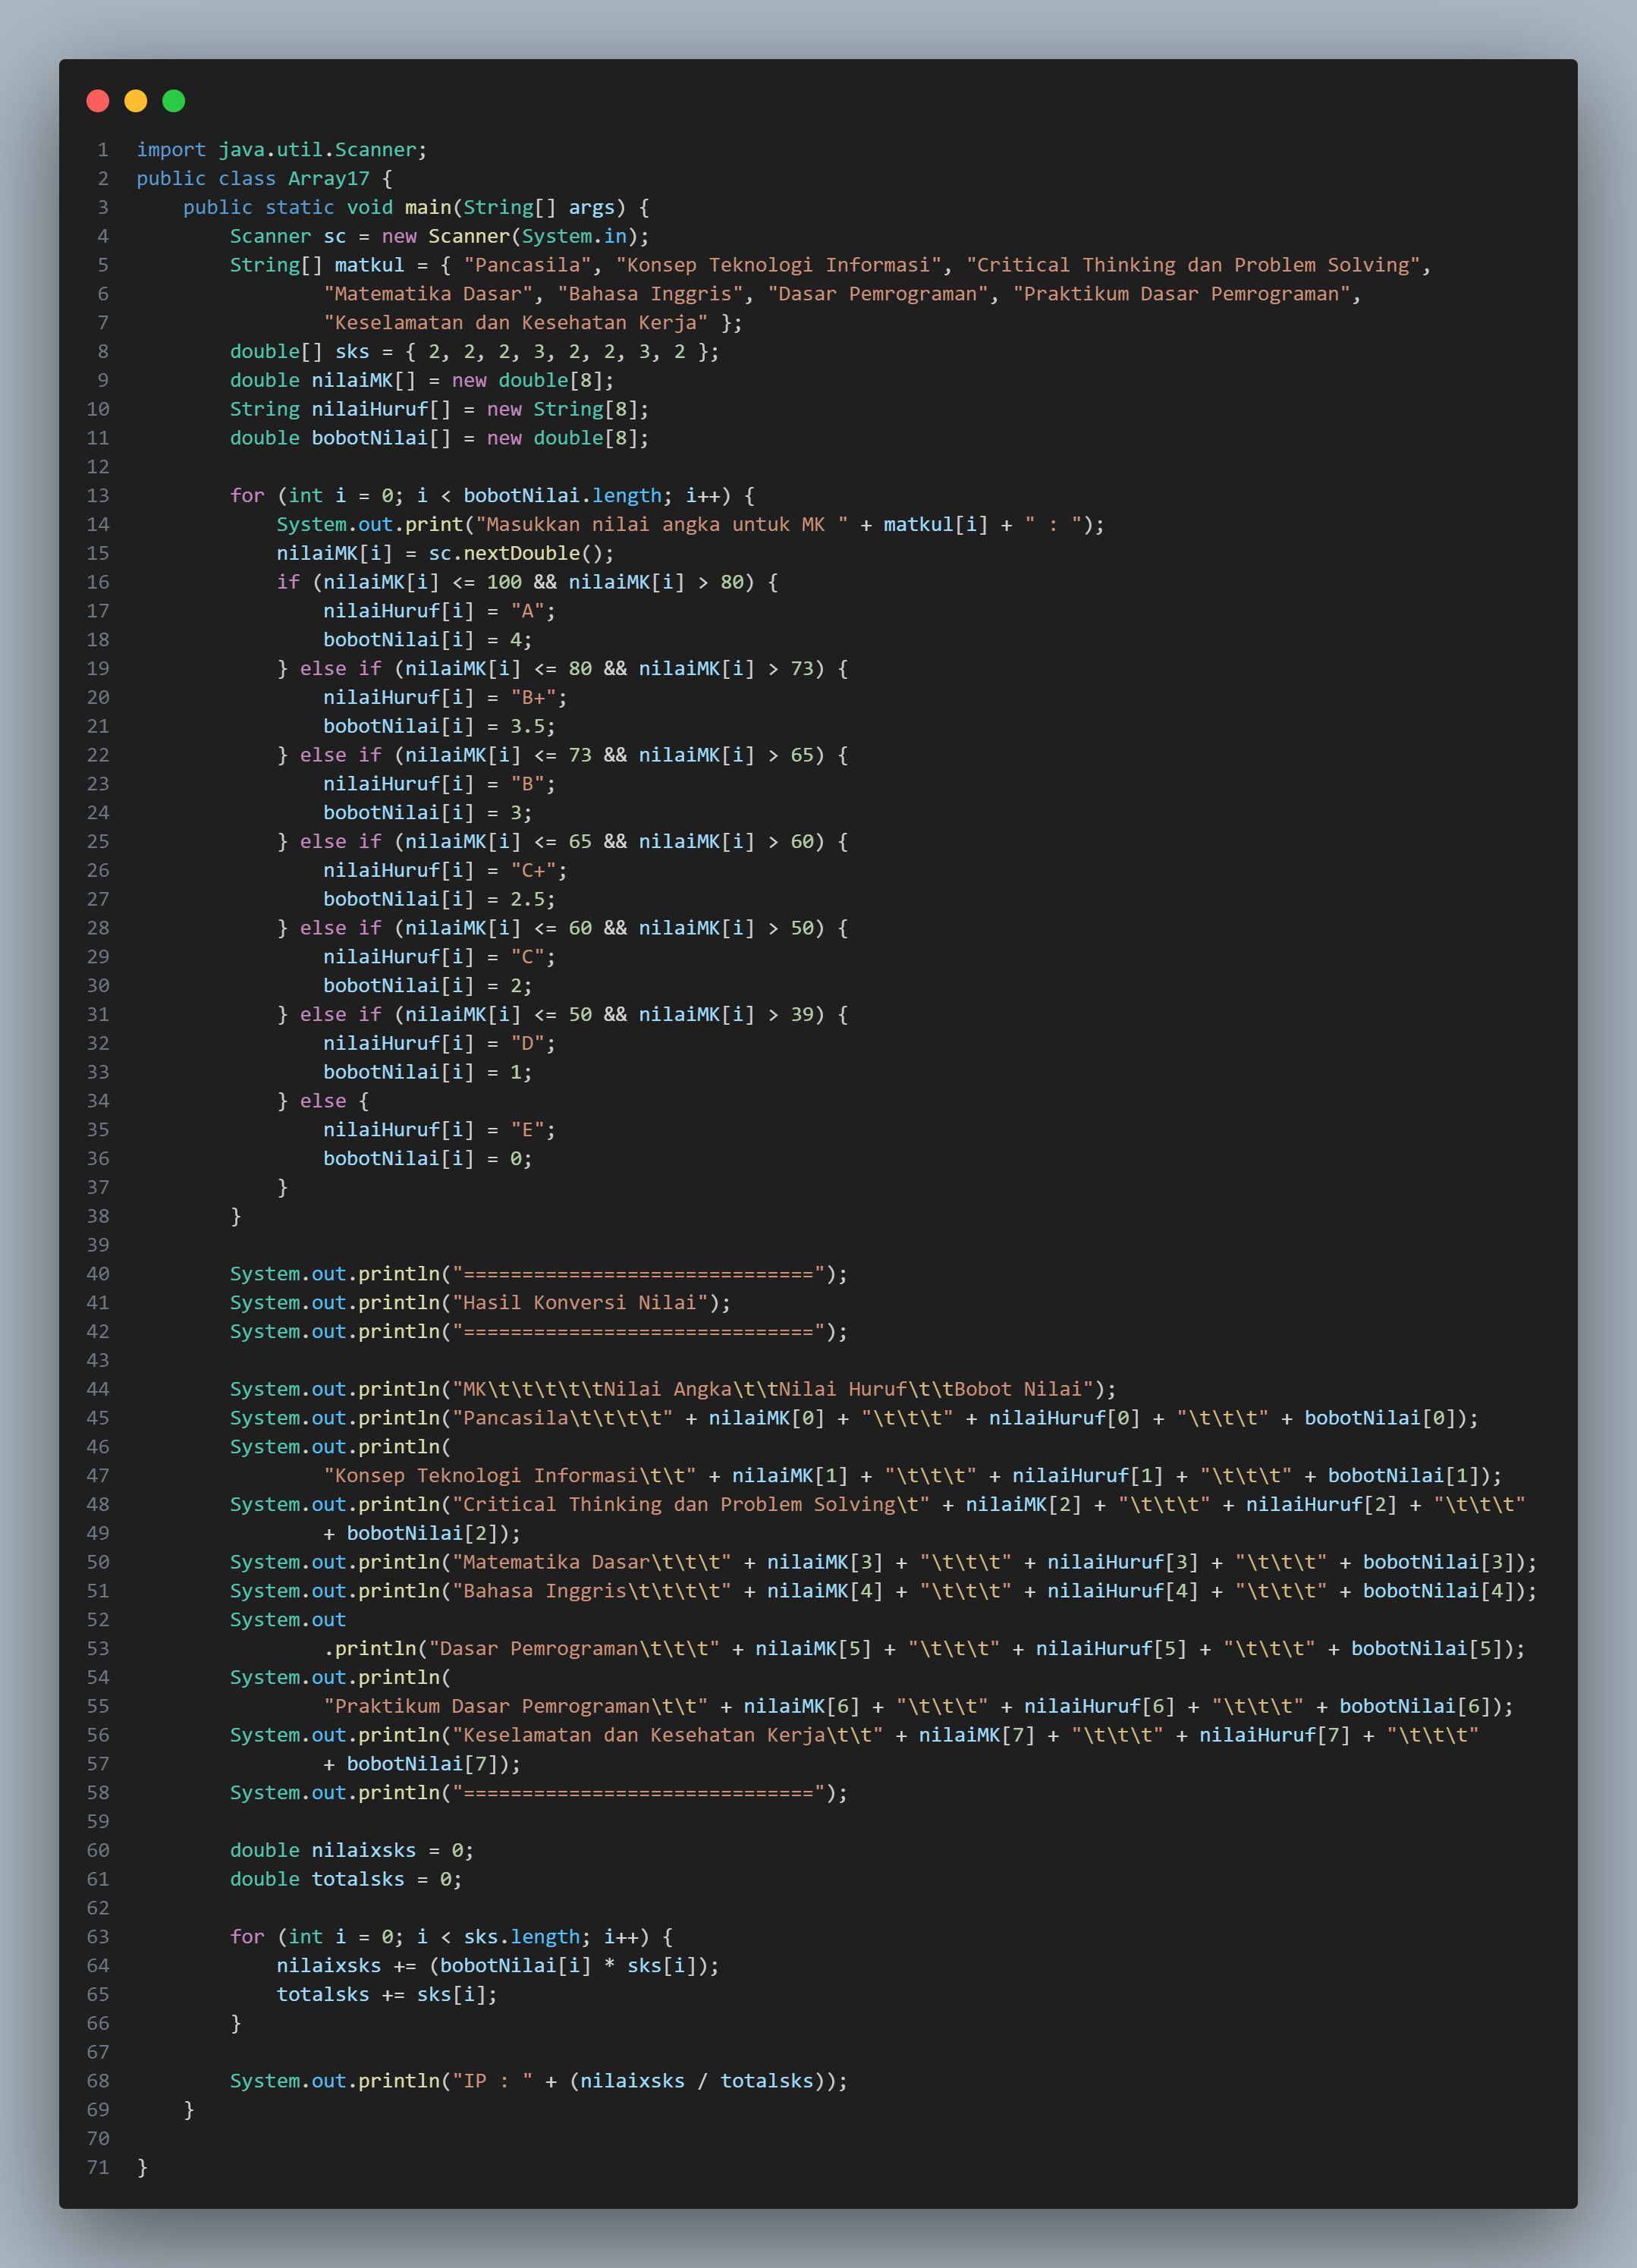 1 import java.util.Scanner;
2 public class Array17 {
3     public static void main(String[] args) {
4         Scanner sc = new Scanner(System.in);
5         String[] matkul = { "Pancasila", "Konsep Teknologi Informasi", "Critical Thinking dan Problem Solving",
6                 "Matematika Dasar", "Bahasa Inggris", "Dasar Pemrograman", "Praktikum Dasar Pemrograman",
7                 "Keselamatan dan Kesehatan Kerja" };
8         double[] sks = { 2, 2, 2, 3, 2, 2, 3, 2 };
9         double nilaiMK[] = new double[8];
10         String nilaiHuruf[] = new String[8];
11         double bobotNilai[] = new double[8];
12
13         for (int i = 0; i < bobotNilai.length; i++) {
14             System.out.print("Masukkan nilai angka untuk MK " + matkul[i] + " : ");
15             nilaiMK[i] = sc.nextDouble();
16             if (nilaiMK[i] <= 100 && nilaiMK[i] > 80) {
17                 nilaiHuruf[i] = "A";
18                 bobotNilai[i] = 4;
19             } else if (nilaiMK[i] <= 80 && nilaiMK[i] > 73) {
20                 nilaiHuruf[i] = "B+";
21                 bobotNilai[i] = 3.5;
22             } else if (nilaiMK[i] <= 73 && nilaiMK[i] > 65) {
23                 nilaiHuruf[i] = "B";
24                 bobotNilai[i] = 3;
25             } else if (nilaiMK[i] <= 65 && nilaiMK[i] > 60) {
26                 nilaiHuruf[i] = "C+";
27                 bobotNilai[i] = 2.5;
28             } else if (nilaiMK[i] <= 60 && nilaiMK[i] > 50) {
29                 nilaiHuruf[i] = "C";
30                 bobotNilai[i] = 2;
31             } else if (nilaiMK[i] <= 50 && nilaiMK[i] > 39) {
32                 nilaiHuruf[i] = "D";
33                 bobotNilai[i] = 1;
34             } else {
35                 nilaiHuruf[i] = "E";
36                 bobotNilai[i] = 0;
37             }
38         }
39
40         System.out.println("==============================");
41         System.out.println("Hasil Konversi Nilai");
42         System.out.println("==============================");
43
44         System.out.println("MK\t\t\t\t\tNilai Angka\t\tNilai Huruf\t\tBobot Nilai");
45         System.out.println("Pancasila\t\t\t\t" + nilaiMK[0] + "\t\t\t" + nilaiHuruf[0] + "\t\t\t" + bobotNilai[0]);
46         System.out.println(
47                 "Konsep Teknologi Informasi\t\t" + nilaiMK[1] + "\t\t\t" + nilaiHuruf[1] + "\t\t\t" + bobotNilai[1]);
48         System.out.println("Critical Thinking dan Problem Solving\t" + nilaiMK[2] + "\t\t\t" + nilaiHuruf[2] + "\t\t\t"
49                 + bobotNilai[2]);
50         System.out.println("Matematika Dasar\t\t\t" + nilaiMK[3] + "\t\t\t" + nilaiHuruf[3] + "\t\t\t" + bobotNilai[3]);
51         System.out.println("Bahasa Inggris\t\t\t\t" + nilaiMK[4] + "\t\t\t" + nilaiHuruf[4] + "\t\t\t" + bobotNilai[4]);
52         System.out
53                 .println("Dasar Pemrograman\t\t\t" + nilaiMK[5] + "\t\t\t" + nilaiHuruf[5] + "\t\t\t" + bobotNilai[5]);
54         System.out.println(
55                 "Praktikum Dasar Pemrograman\t\t" + nilaiMK[6] + "\t\t\t" + nilaiHuruf[6] + "\t\t\t" + bobotNilai[6]);
56         System.out.println("Keselamatan dan Kesehatan Kerja\t\t" + nilaiMK[7] + "\t\t\t" + nilaiHuruf[7] + "\t\t\t"
57                 + bobotNilai[7]);
58         System.out.println("==============================");
59
60         double nilaixsks = 0;
61         double totalsks = 0;
62
63         for (int i = 0; i < sks.length; i++) {
64             nilaixsks += (bobotNilai[i] * sks[i]);
65             totalsks += sks[i];
66         }
67
68         System.out.println("IP : " + (nilaixsks / totalsks));
69     }
70
71 }